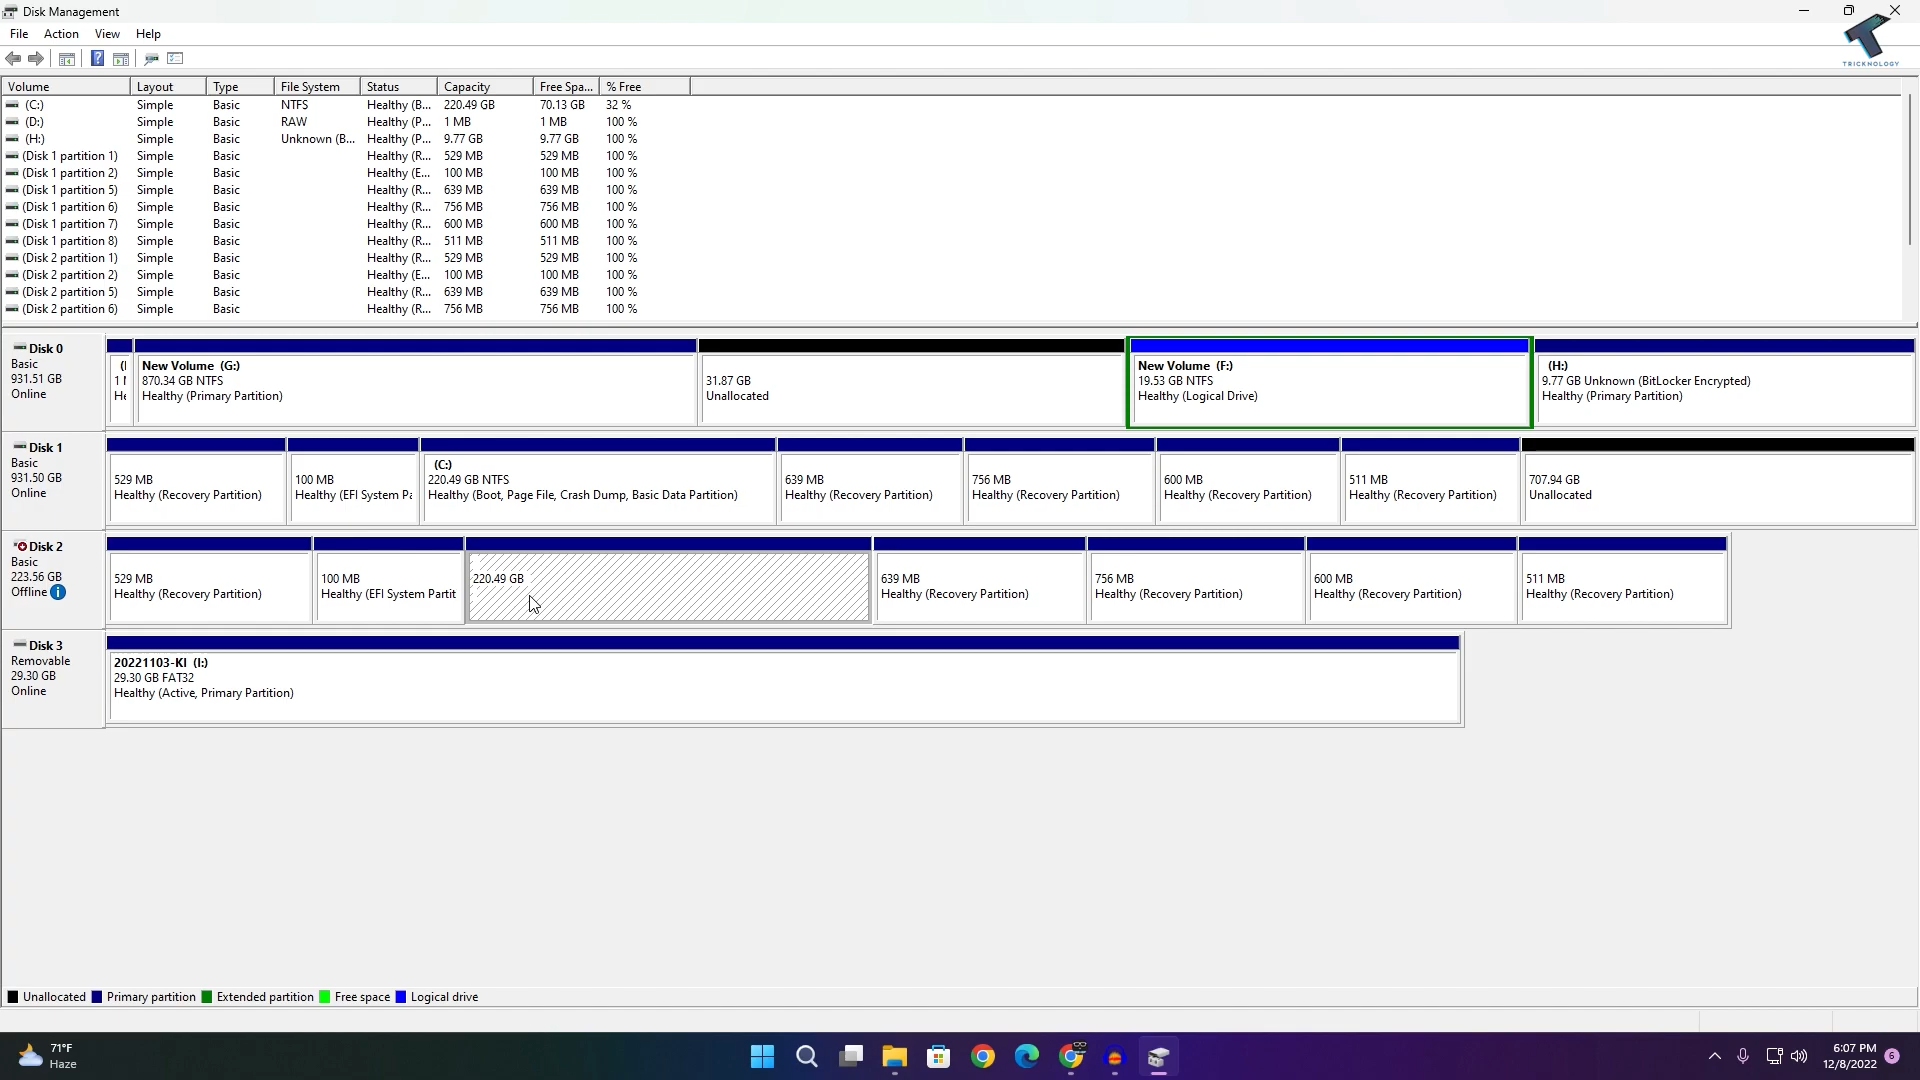 Disk Management
TRICKNOLOGY
File Action View Help
Volume Layout Type File System Status Capacity Free Spa... % Free
(C:) Simple Basic NTFS Healthy (B... 220.49 GB 70.13 GB 32 %
(D:) Simple Basic RAW Healthy (P... 1 MB 1 MB 100 %
(H:) Simple Basic Unknown (B... Healthy (P... 9.77 GB 9.77 GB 100 %
(Disk 1 partition 1) Simple Basic Healthy (R... 529 MB 529 MB 100 %
(Disk 1 partition 2) Simple Basic Healthy (E... 100 MB 100 MB 100 %
(Disk 1 partition 5) Simple Basic Healthy (R... 639 MB 639 MB 100 %
(Disk 1 partition 6) Simple Basic Healthy (R... 756 MB 756 MB 100 %
(Disk 1 partition 7) Simple Basic Healthy (R... 600 MB 600 MB 100 %
(Disk 1 partition 8) Simple Basic Healthy (R... 511 MB 511 MB 100 %
(Disk 2 partition 1) Simple Basic Healthy (R... 529 MB 529 MB 100 %
(Disk 2 partition 2) Simple Basic Healthy (E... 100 MB 100 MB 100 %
(Disk 2 partition 5) Simple Basic Healthy (R... 639 MB 639 MB 100 %
(Disk 2 partition 6) Simple Basic Healthy (R... 756 MB 756 MB 100 %
Disk 0
Basic
931.51 GB
Online
(I
1 I
He
New Volume (G:)
870.34 GB NTFS
Healthy (Primary Partition)
31.87 GB
Unallocated
New Volume (F:)
19.53 GB NTFS
Healthy (Logical Drive)
(H:)
9.77 GB Unknown (BitLocker Encrypted)
Healthy (Primary Partition)
Disk 1
Basic
931.50 GB
Online
529 MB
Healthy (Recovery Partition)
100 MB
Healthy (EFI System Pa
(C:)
220.49 GB NTFS
Healthy (Boot, Page File, Crash Dump, Basic Data Partition)
639 MB
Healthy (Recovery Partition)
756 MB
Healthy (Recovery Partition)
600 MB
Healthy (Recovery Partition)
511 MB
Healthy (Recovery Partition)
707.94 GB
Unallocated
Disk 2
Basic
223.56 GB
Offline i
529 MB
Healthy (Recovery Partition)
100 MB
Healthy (EFI System Partit
220.49 GB
639 MB
Healthy (Recovery Partition)
756 MB
Healthy (Recovery Partition)
600 MB
Healthy (Recovery Partition)
511 MB
Healthy (Recovery Partition)
Disk 3
Removable
29.30 GB
Online
20221103-KI (I:)
29.30 GB FAT32
Healthy (Active, Primary Partition)
Unallocated Primary partition Extended partition Free space Logical drive
71°F
Haze
6:07 PM
12/8/2022
6